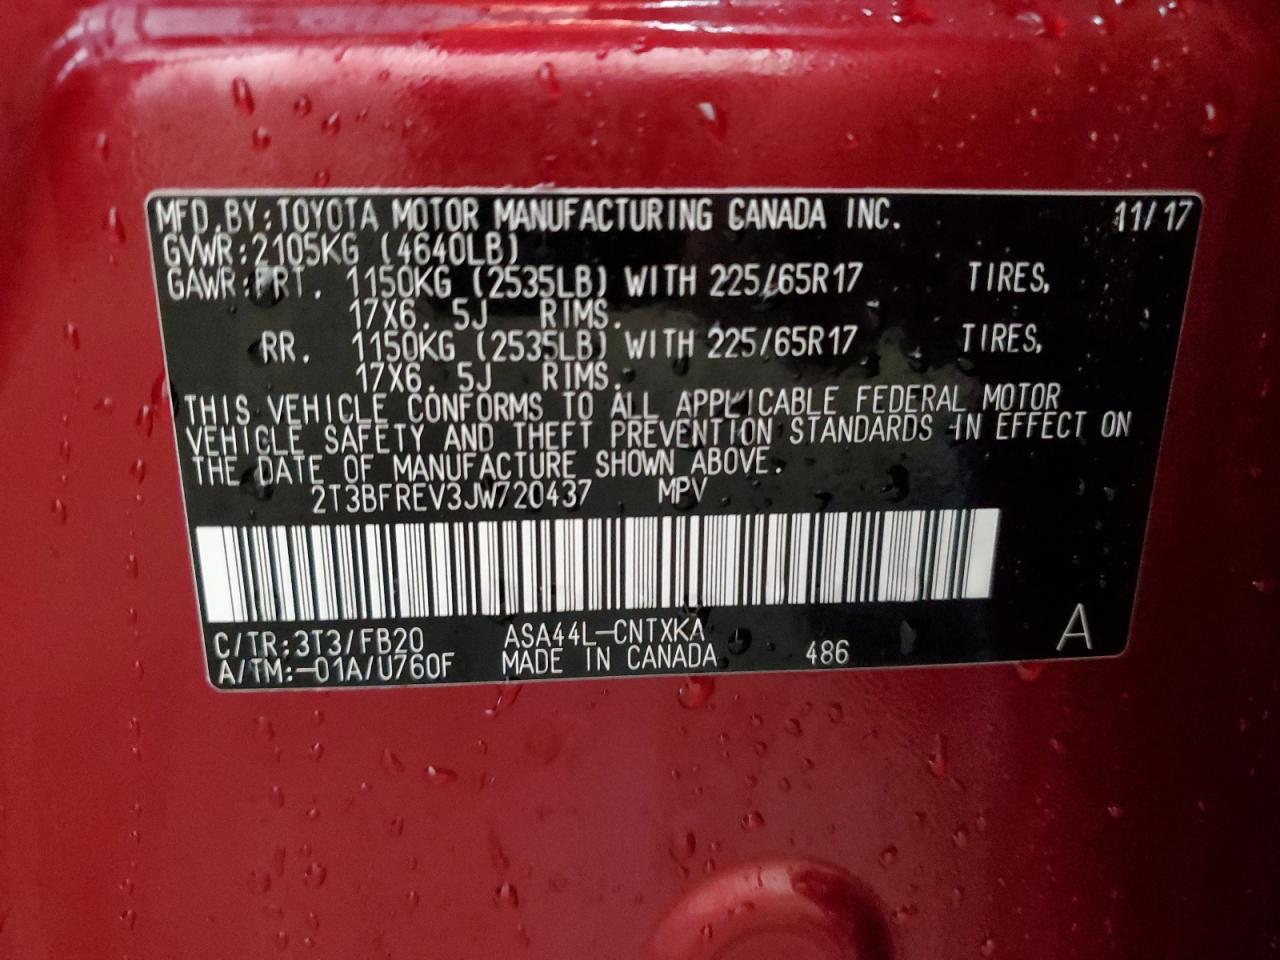 MFD.BY:TOYOTA MOTOR MANUFACTURING CANADA INC. 11/17
GVWR:2105KG (4640LB)
GAWR:FRT. 1150KG (2535LB) WITH 225/65R17 TIRES,
17X6.5J RIMS.
RR. 1150KG (2535LB) WITH 225/65R17 TIRES,
17X6.5J RIMS.
THIS VEHICLE CONFORMS TO ALL APPLICABLE FEDERAL MOTOR
VEHICLE SAFETY AND THEFT PREVENTION STANDARDS IN EFFECT ON
THE DATE OF MANUFACTURE SHOWN ABOVE.
2T3BFREV3JW720437 MPV
C/TR:3T3/FB20 ASA44L-CNTXKA A
A/TM:-01A/U760F MADE IN CANADA 486